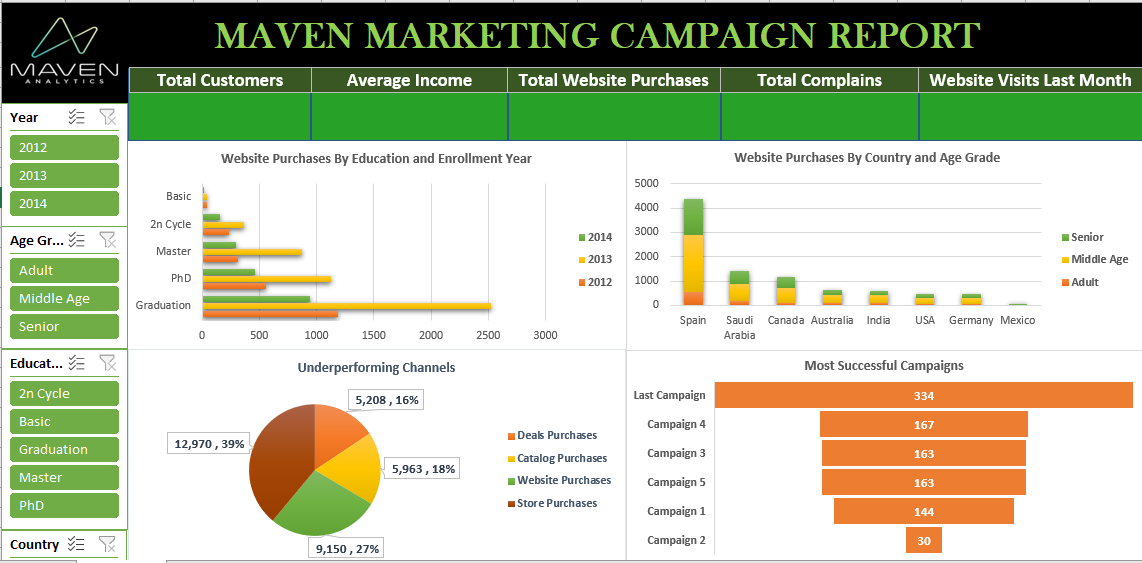 MAVEN
ANALYTICS
MAVEN MARKETING CAMPAIGN REPORT
Total Customers
Average Income
Total Website Purchases
Total Complains
Website Visits Last Month
Year
2012
2013
2014
Age Gr...
Adult
Middle Age
Senior
Educat...
2n Cycle
Basic
Graduation
Master
PhD
Country
Website Purchases By Education and Enrollment Year
Basic
2n Cycle
Master
PhD
Graduation
0 500 1000 1500 2000 2500 3000
2014
2013
2012
Website Purchases By Country and Age Grade
5000
4000
3000
2000
1000
0
Spain Saudi Arabia Canada Australia India USA Germany Mexico
Senior
Middle Age
Adult
Underperforming Channels
5,208 , 16%
12,970 , 39%
5,963 , 18%
9,150 , 27%
Deals Purchases
Catalog Purchases
Website Purchases
Store Purchases
Most Successful Campaigns
Last Campaign 334
Campaign 4 167
Campaign 3 163
Campaign 5 163
Campaign 1 144
Campaign 2 30